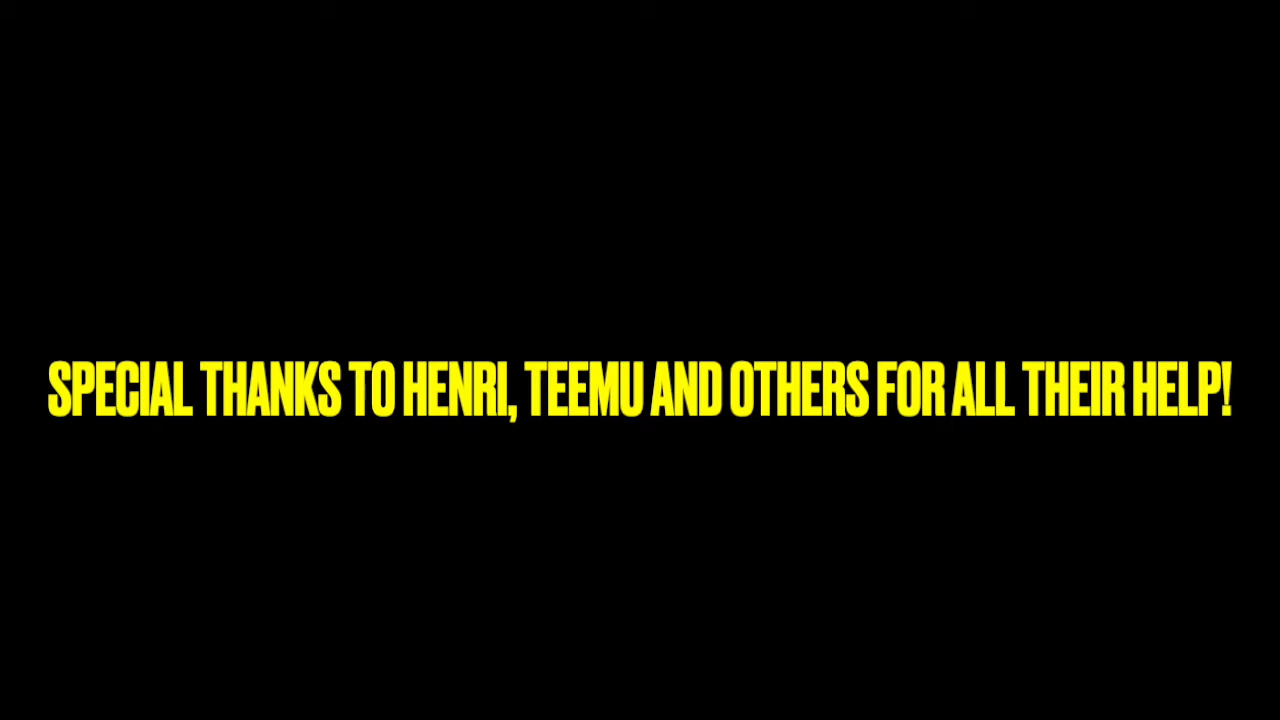 SPECIAL THANKS TO HENRI, TEEMU AND OTHERS FOR ALL THEIR HELP!